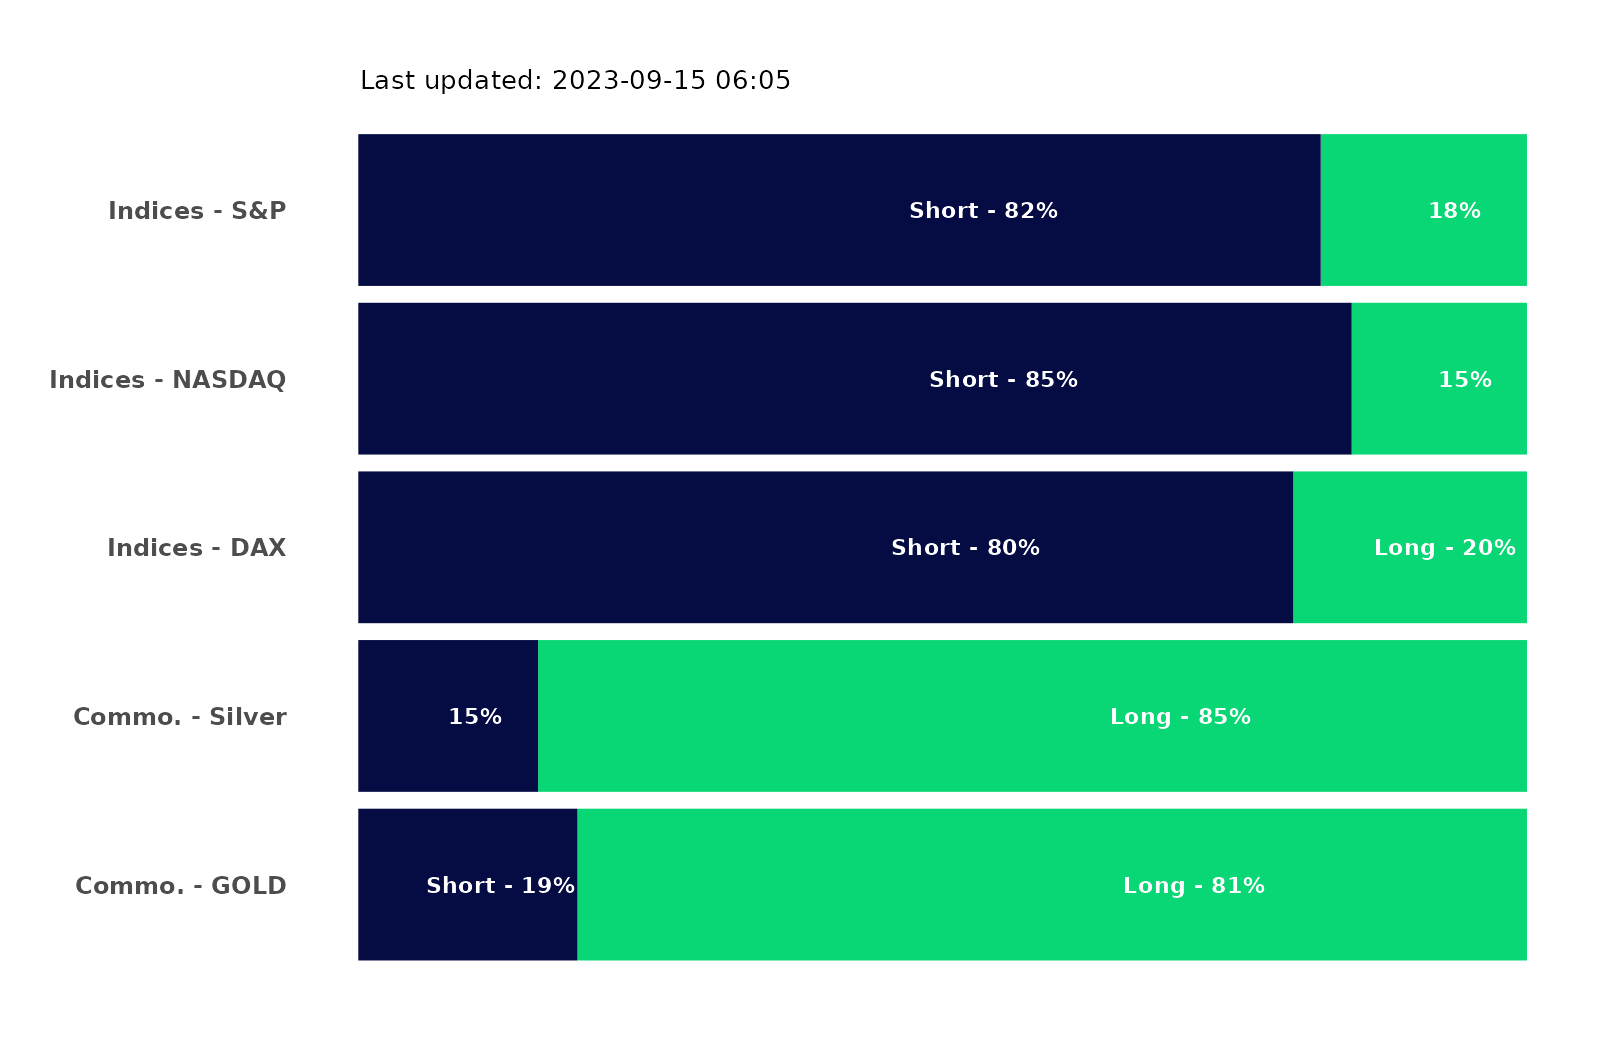 Last updated: 2023-09-15 06:05
Indices - S&P Short - 82% 18%
Indices - NASDAQ Short - 85% 15%
Indices - DAX Short - 80% Long - 20%
Commo. - Silver 15% Long - 85%
Commo. - GOLD Short - 19% Long - 81%